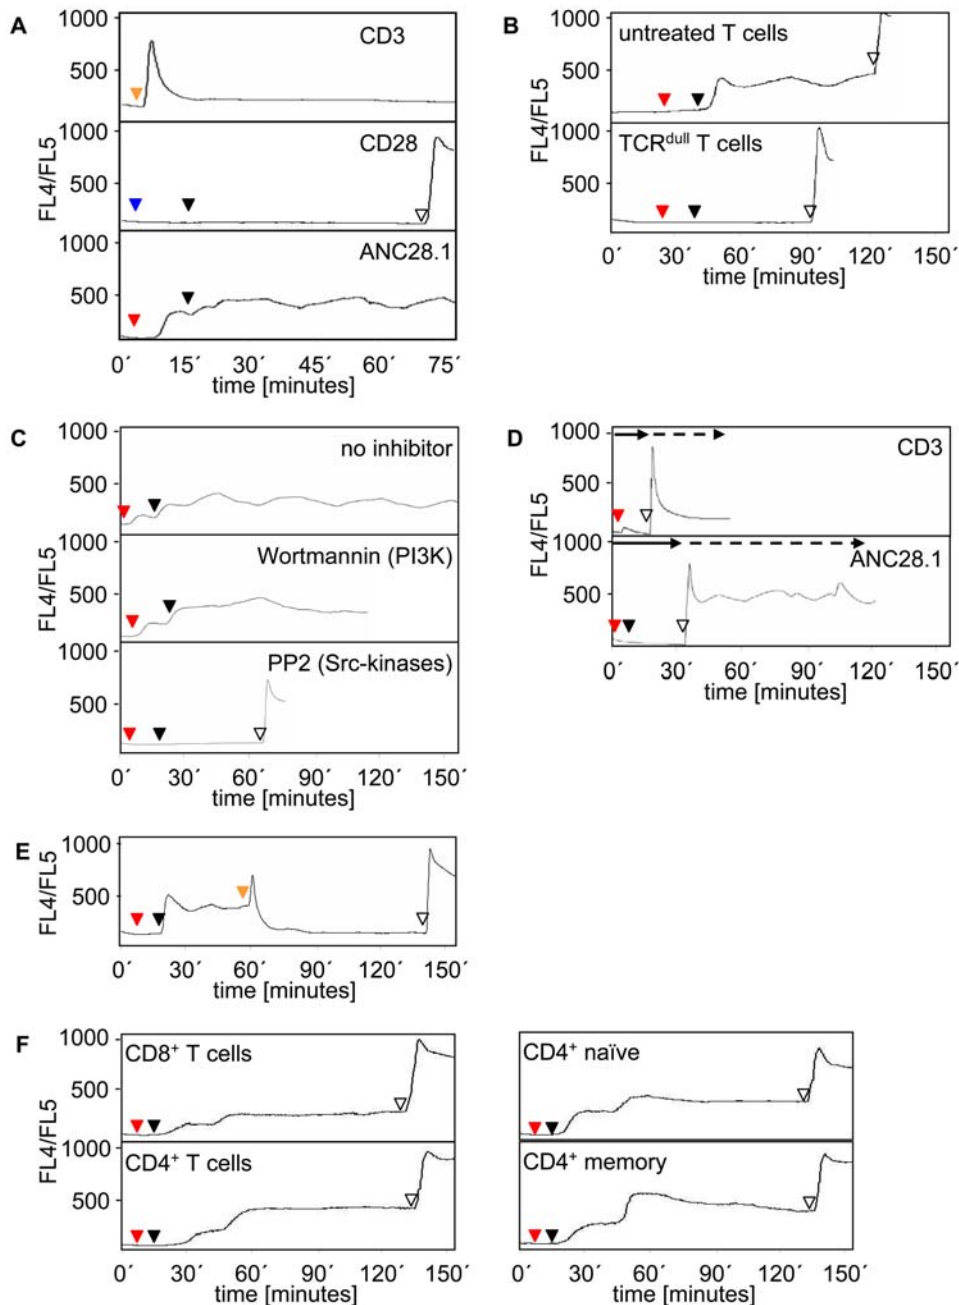 A
1000
500
CD3
1000
500
CD28
1000
500
ANC28.1
FL4/FL5
0´ 15´ 30´ 45´ 60´ 75´
time [minutes]
B
1000
500
untreated T cells
1000
500
TCRdull T cells
FL4/FL5
0´ 30´ 60´ 90´ 120´ 150´
time [minutes]
C
1000
500
no inhibitor
1000
500
Wortmannin (PI3K)
1000
500
PP2 (Src-kinases)
FL4/FL5
0´ 30´ 60´ 90´ 120´ 150´
time [minutes]
D
1000
500
CD3
1000
500
ANC28.1
FL4/FL5
0´ 30´ 60´ 90´ 120´ 150´
time [minutes]
E
1000
500
FL4/FL5
0´ 30´ 60´ 90´ 120´ 150´
time [minutes]
F
1000
500
CD8+ T cells
1000
500
CD4+ T cells
FL4/FL5
0´ 30´ 60´ 90´ 120´ 150´
time [minutes]
CD4+ naïve
CD4+ memory
0´ 30´ 60´ 90´ 120´ 150´
time [minutes]